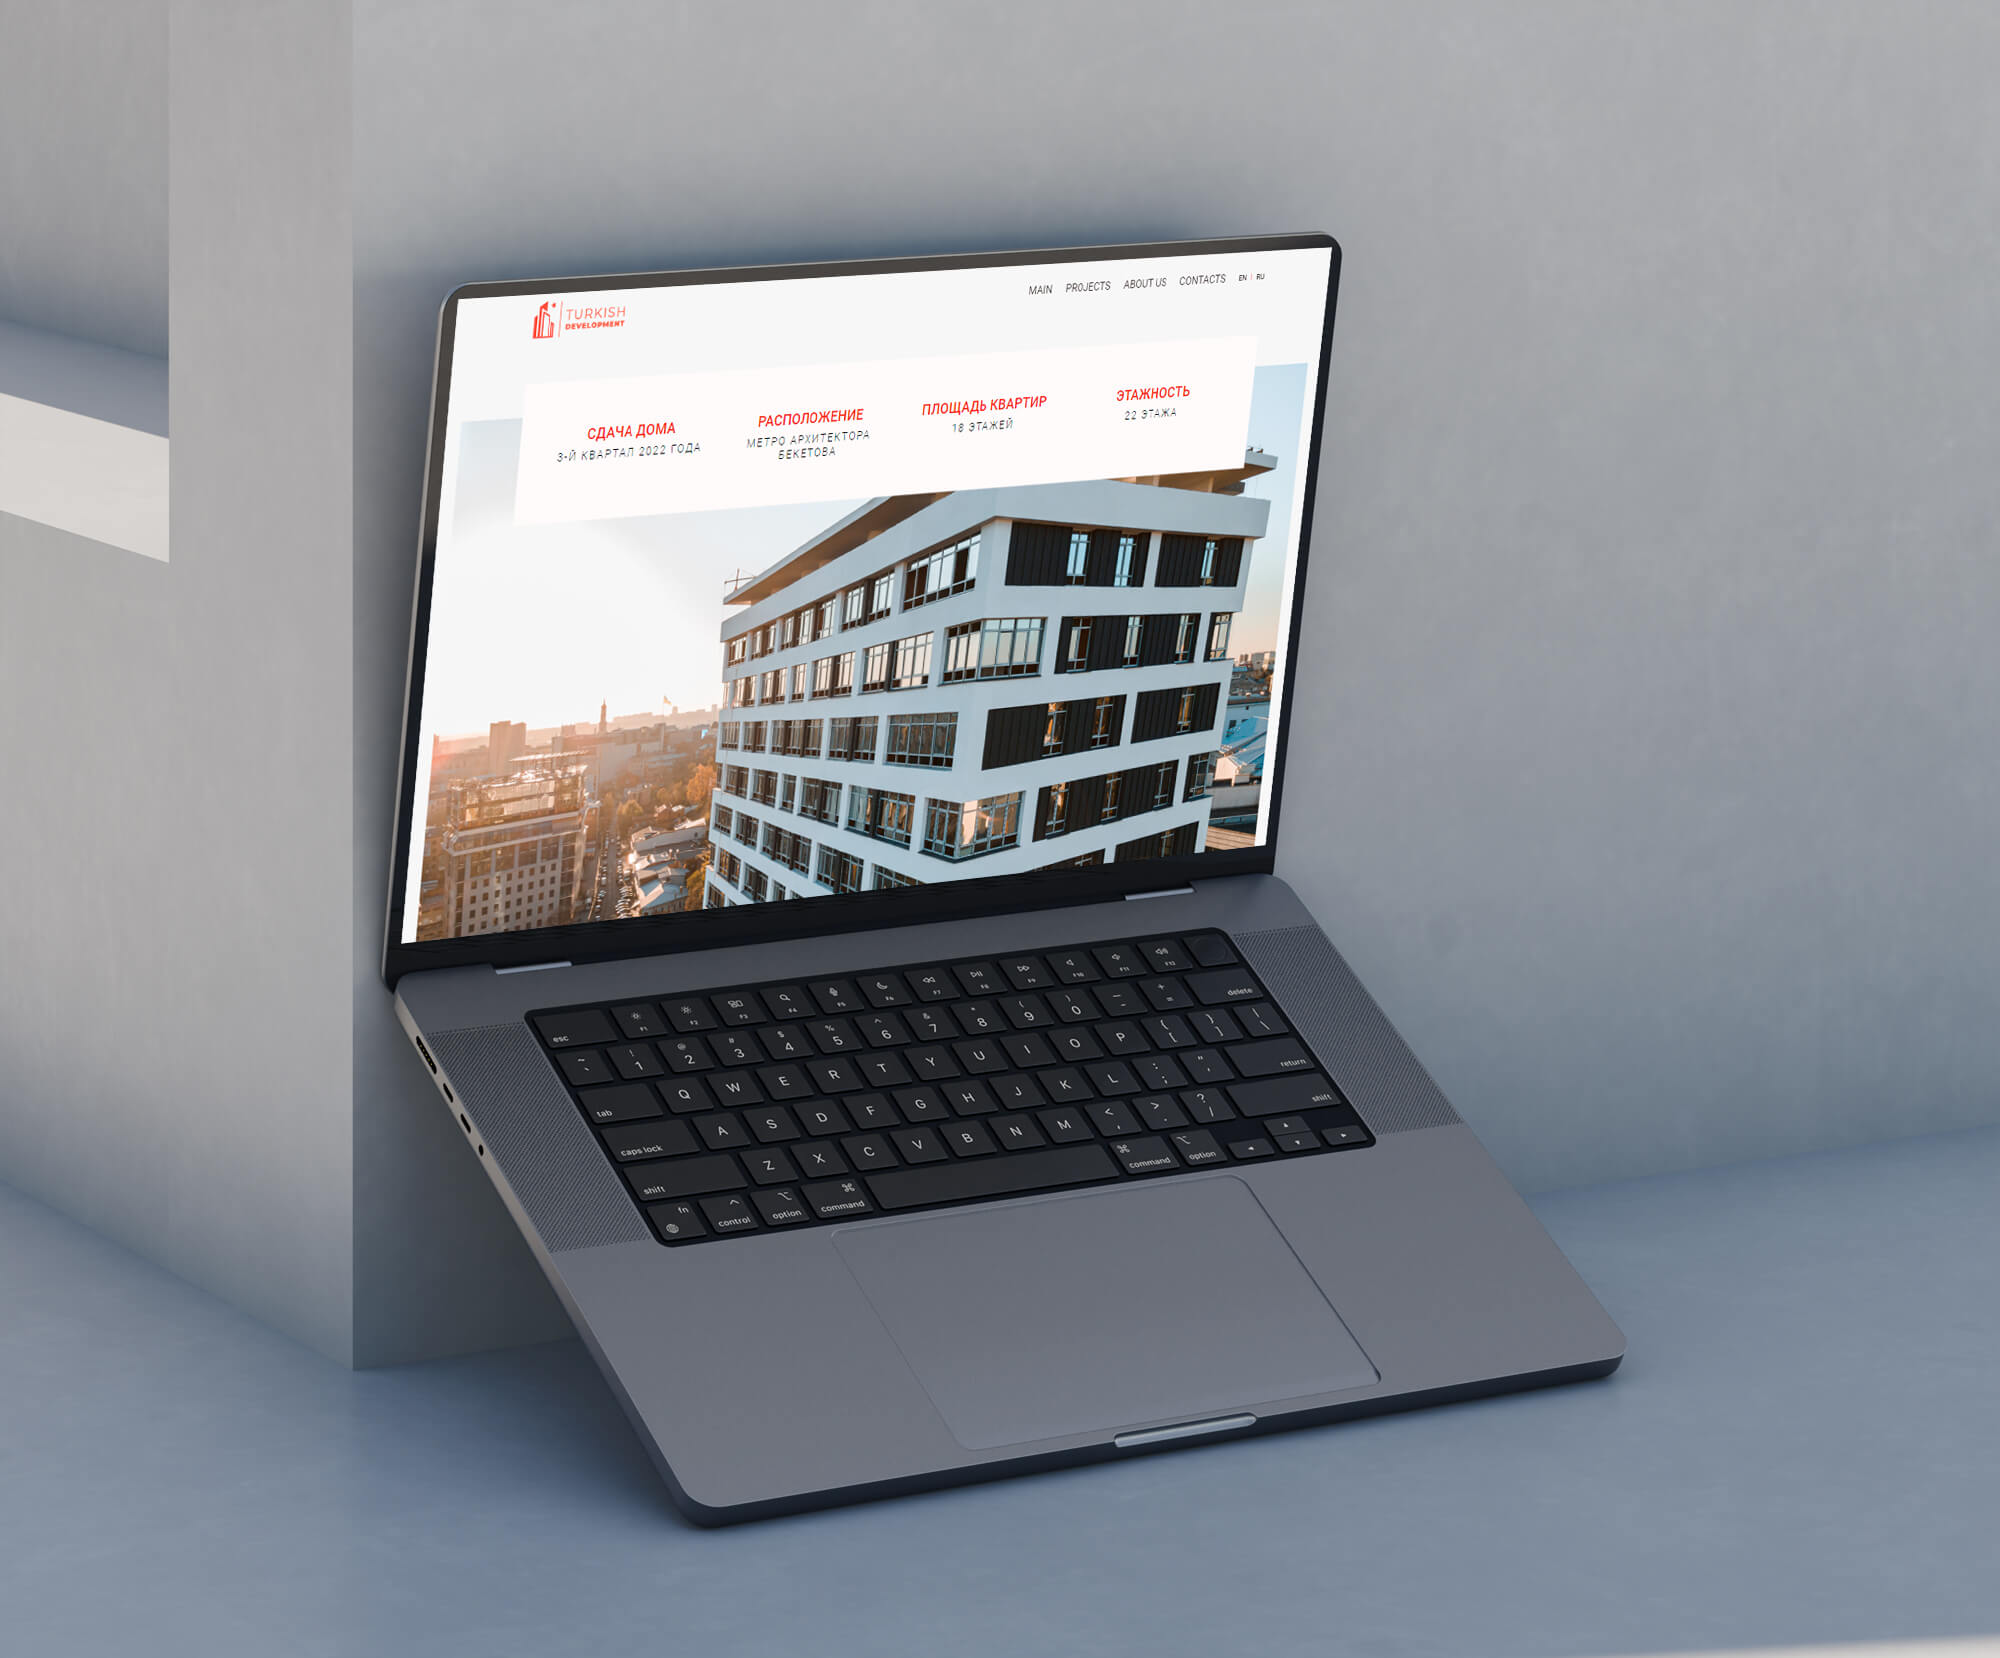 TURKISH
DEVELOPMENT
MAIN PROJECTS ABOUT US CONTACTS EN | RU
СДАЧА ДОМА
3-Й КВАРТАЛ 2022 ГОДА
РАСПОЛОЖЕНИЕ
МЕТРО АРХИТЕКТОРА
БЕКЕТОВА
ПЛОЩАДЬ КВАРТИР
18 ЭТАЖЕЙ
ЭТАЖНОСТЬ
22 ЭТАЖА
esc F1 F2 F3 F4 F5 F6 F7 F8 F9 F10 F11 F12
~ ` ! 1 @ 2 # 3 $ 4 % 5 ^ 6 & 7 * 8 ( 9 ) 0 _ - + = delete
tab Q W E R T Y U I O P { [ } ] | \
caps lock A S D F G H J K L : ; " ' return
shift Z X C V B N M < , > . ? / shift
fn control option command command option